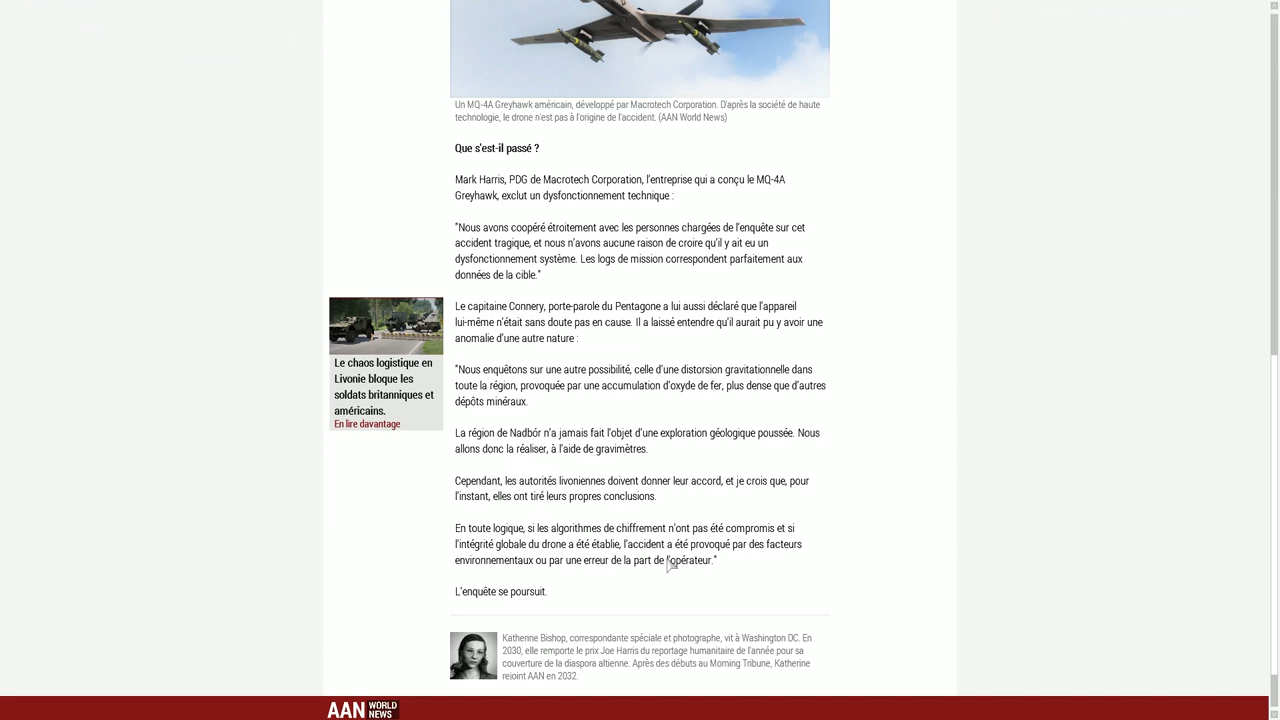 Un MQ-4A Greyhawk américain, développé par Macrotech Corporation. D'après la société de haute
technologie, le drone n'est pas à l'origine de l'accident. (AAN World News)
Que s'est-il passé ?
Mark Harris, PDG de Macrotech Corporation, l'entreprise qui a conçu le MQ-4A
Greyhawk, exclut un dysfonctionnement technique :
"Nous avons coopéré étroitement avec les personnes chargées de l'enquête sur cet
accident tragique, et nous n'avons aucune raison de croire qu'il y ait eu un
dysfonctionnement système. Les logs de mission correspondent parfaitement aux
données de la cible."
Le capitaine Connery, porte-parole du Pentagone a lui aussi déclaré que l'appareil
lui-même n'était sans doute pas en cause. Il a laissé entendre qu'il aurait pu y avoir une
anomalie d'une autre nature :
"Nous enquêtons sur une autre possibilité, celle d'une distorsion gravitationnelle dans
toute la région, provoquée par une accumulation d'oxyde de fer, plus dense que d'autres
dépôts minéraux.
La région de Nadbór n'a jamais fait l'objet d'une exploration géologique poussée. Nous
allons donc la réaliser, à l'aide de gravimètres.
Cependant, les autorités livoniennes doivent donner leur accord, et je crois que, pour
l'instant, elles ont tiré leurs propres conclusions.
En toute logique, si les algorithmes de chiffrement n'ont pas été compromis et si
l'intégrité globale du drone a été établie, l'accident a été provoqué par des facteurs
environnementaux ou par une erreur de la part de l'opérateur."
L'enquête se poursuit.
Le chaos logistique en
Livonie bloque les
soldats britanniques et
américains.
En lire davantage
Katherine Bishop, correspondante spéciale et photographe, vit à Washington DC. En
2030, elle remporte le prix Joe Harris du reportage humanitaire de l'année pour sa
couverture de la diaspora altienne. Après des débuts au Morning Tribune, Katherine
rejoint AAN en 2032.
AAN WORLD
NEWS